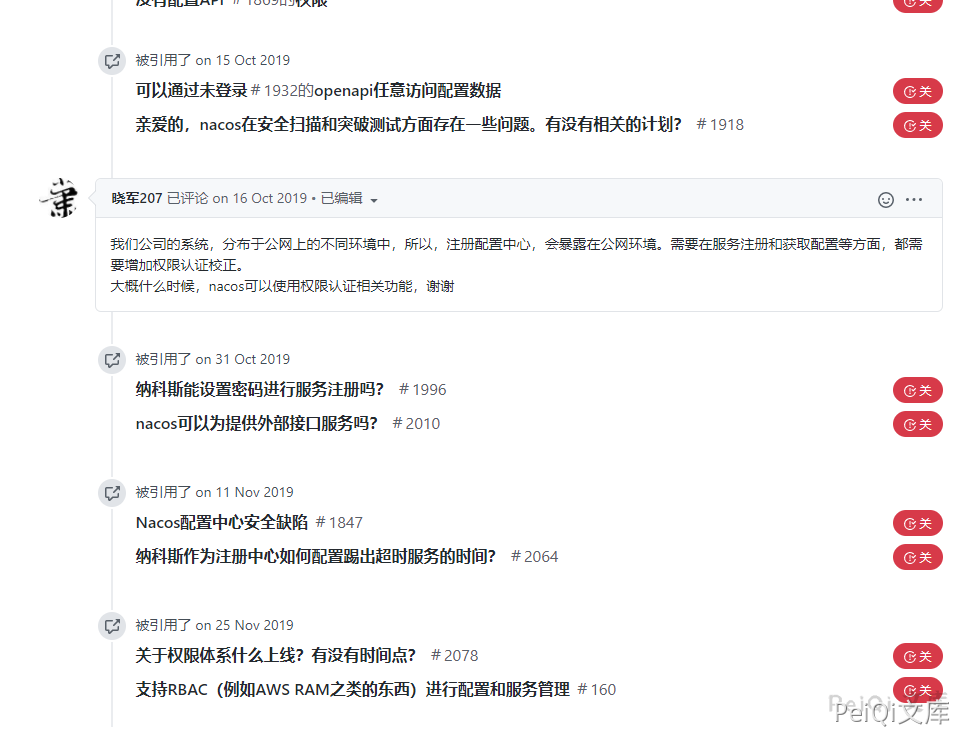 没有配置API #1869的权限
关
被引用了 on 15 Oct 2019
可以通过未登录#1932的openapi任意访问配置数据
关
亲爱的，nacos在安全扫描和突破测试方面存在一些问题。有没有相关的计划？ #1918
关
晓军207 已评论 on 16 Oct 2019 • 已编辑
我们公司的系统，分布于公网上的不同环境中，所以，注册配置中心，会暴露在公网环境。需要在服务注册和获取配置等方面，都需
要增加权限认证校正。
大概什么时候，nacos可以使用权限认证相关功能，谢谢
被引用了 on 31 Oct 2019
纳科斯能设置密码进行服务注册吗？ #1996
关
nacos可以为提供外部接口服务吗？ #2010
关
被引用了 on 11 Nov 2019
Nacos配置中心安全缺陷 #1847
关
纳科斯作为注册中心如何配置踢出超时服务的时间？ #2064
关
被引用了 on 25 Nov 2019
关于权限体系什么上线？有没有时间点？ #2078
关
支持RBAC（例如AWS RAM之类的东西）进行配置和服务管理 #160
关
PeiQi文库
PeiQi文库